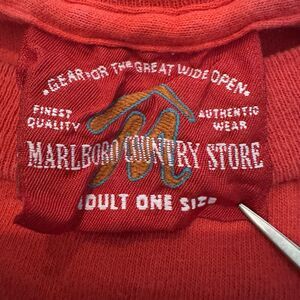 ·GEAR FOR THE GREAT WIDE OPEN·
FINEST QUALITY
AUTHENTIC WEAR
MARLBORO COUNTRY STORE
ADULT ONE SIZE